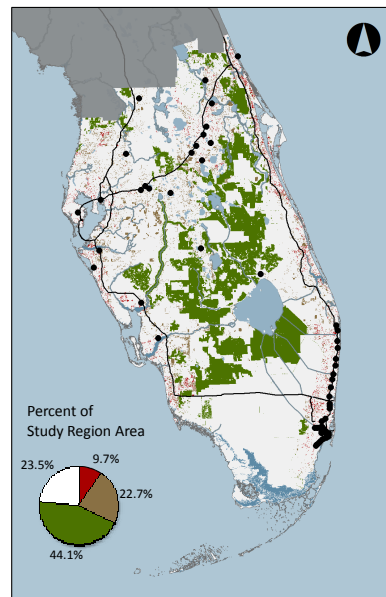 Percent of
Study Region Area
23.5%
9.7%
22.7%
44.1%